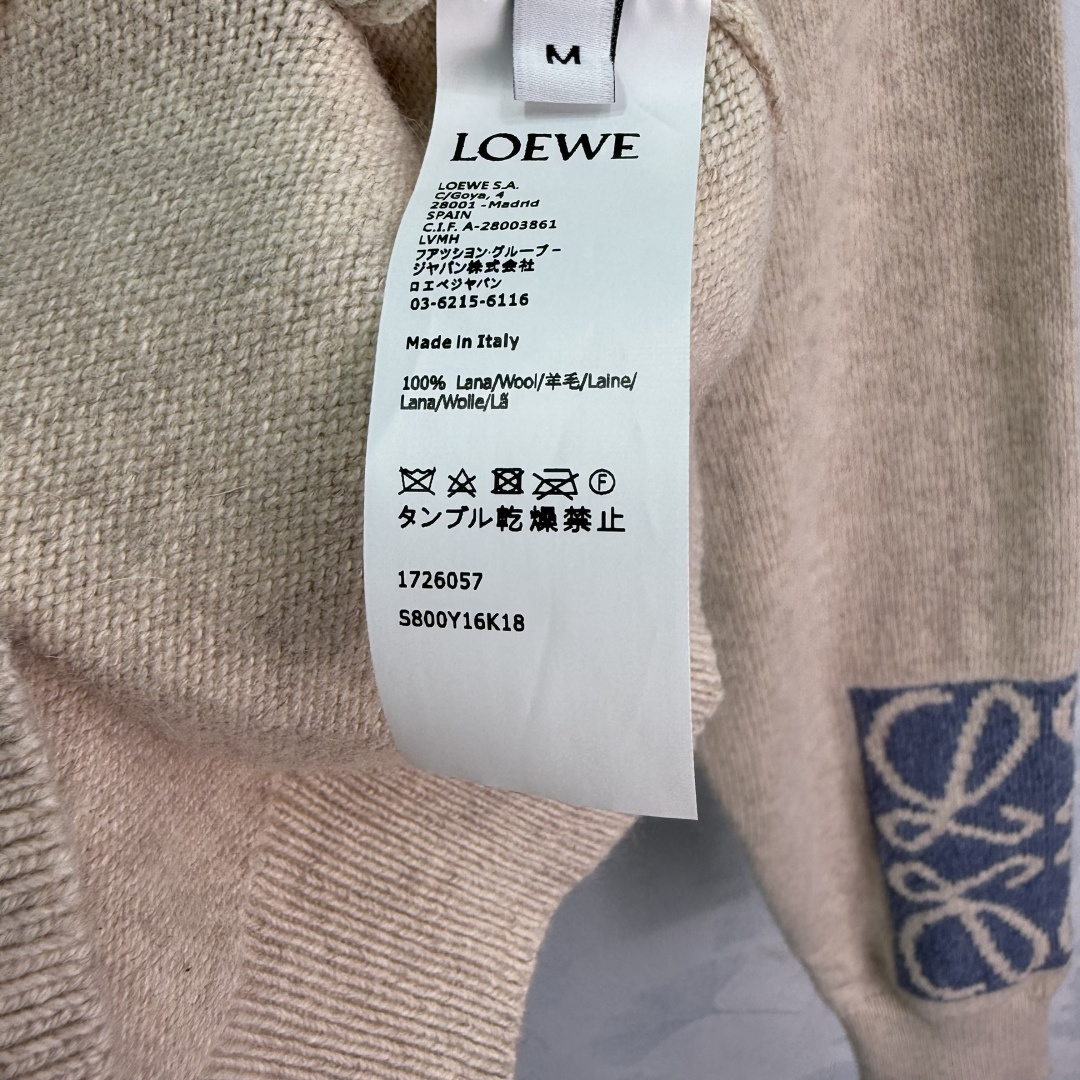 M
LOEWE
LOEWE S.A.
C/Goya, 4
28001 - Madrid
SPAIN
C.I.F. A-28003861
LVMH
フアッション・グループ-
ジャパン株式会社
ロエベジャパン
03-6215-6116
Made in Italy
100% Lana/Wool/羊毛/Laine/
Lana/Wolle/Lã
F
タンブル乾燥禁止
1726057
S800Y16K18